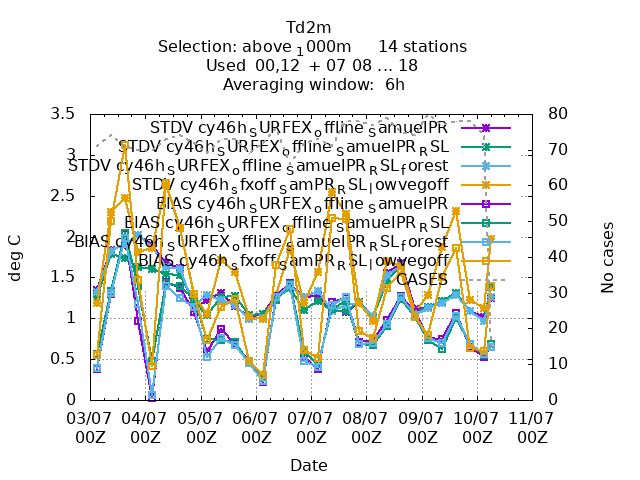 Td2m
Selection: above 1000m 14 stations
Used 00,12 + 07 08 ... 18
Averaging window: 6h
3.5
3
2.5
2
1.5
1
0.5
0
deg C
80
70
60
50
40
30
20
10
0
No cases
STDV cy46h_SURFEX_offline_SamuelPR
STDV cy46h_SURFEX_offline_SamuelPR_RSL
STDV cy46h_SURFEX_offline_SamuelPR_RSL_forest
STDV cy46h_sfxoff_SamPR_RSL_lowvegoff
BIAS cy46h_SURFEX_offline_SamuelPR
BIAS cy46h_SURFEX_offline_SamuelPR_RSL
BIAS cy46h_SURFEX_offline_SamuelPR_RSL_forest
BIAS cy46h_sfxoff_SamPR_RSL_lowvegoff
CASES
03/07 04/07 05/07 06/07 07/07 08/07 09/07 10/07 11/07
00Z 00Z 00Z 00Z 00Z 00Z 00Z 00Z 00Z
Date